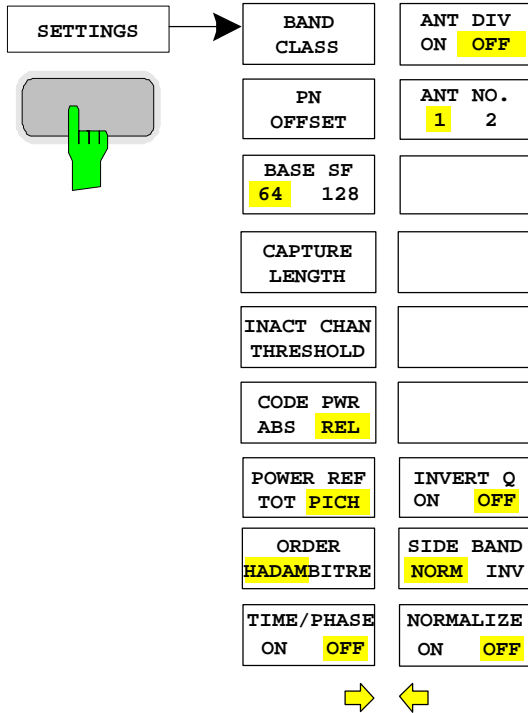 SETTINGS
BAND
CLASS
ANT DIV
ON OFF
PN
OFFSET
ANT NO.
1 2
BASE SF
64 128
CAPTURE
LENGTH
INACT CHAN
THRESHOLD
CODE PWR
ABS REL
POWER REF
TOT PICH
INVERT Q
ON OFF
ORDER
HADAMBITRE
SIDE BAND
NORM INV
TIME/PHASE
ON OFF
NORMALIZE
ON OFF